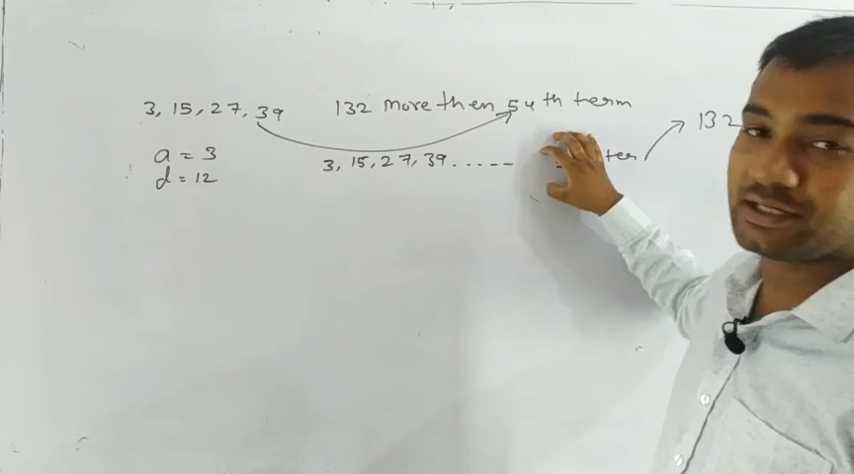 3, 15, 27, 39 132 more then 54 th term
a = 3
d = 12
3, 15, 27, 39 ..... -- 132